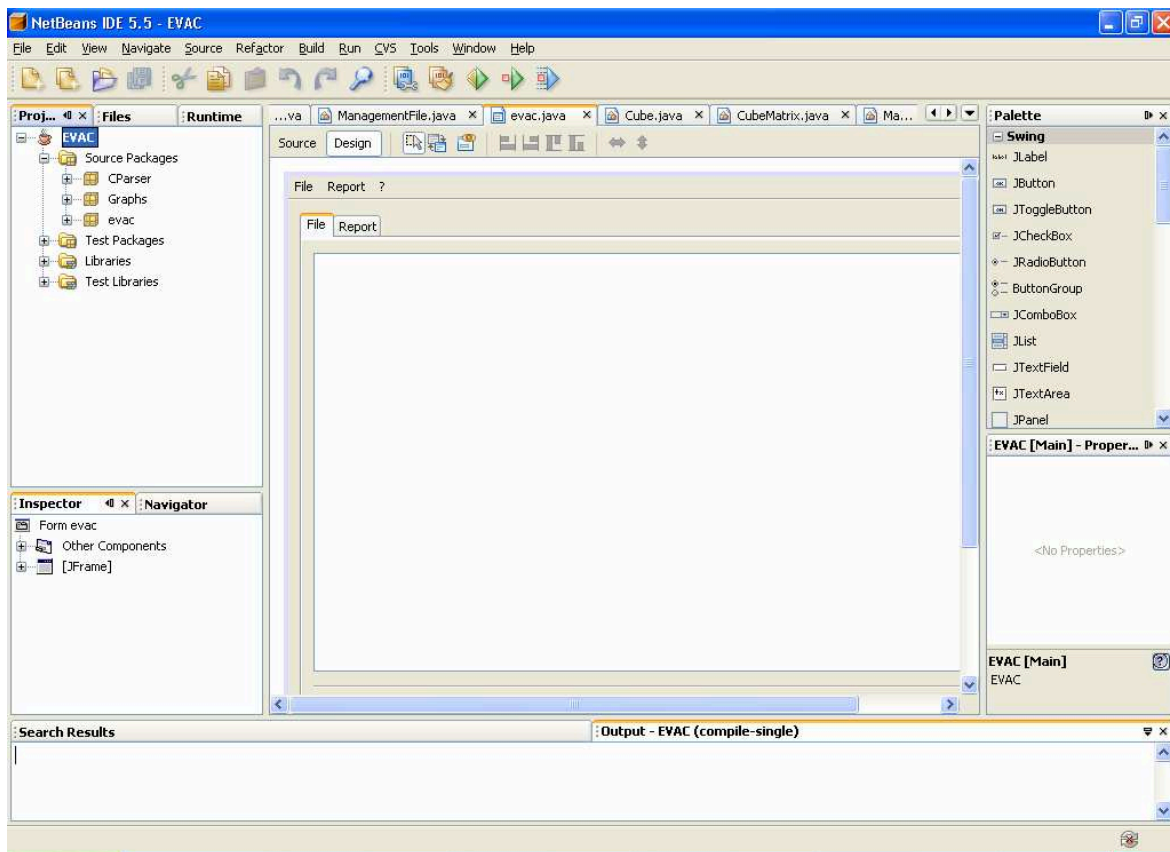 NetBeans IDE 5.5 - EVAC
File Edit View Navigate Source Refactor Build Run CVS Tools Window Help
Proj... Files Runtime
EVAC
Source Packages
CParser
Graphs
evac
Test Packages
Libraries
Test Libraries
Inspector Navigator
Form evac
Other Components
[JFrame]
...va ManagementFile.java evac.java Cube.java CubeMatrix.java Ma...
Source Design
File Report ?
File Report
Palette
Swing
JLabel
JButton
JToggleButton
JCheckBox
JRadioButton
ButtonGroup
JComboBox
JList
JTextField
JTextArea
JPanel
EVAC [Main] - Proper...
<No Properties>
EVAC [Main]
EVAC
Search Results
Output - EVAC (compile-single)